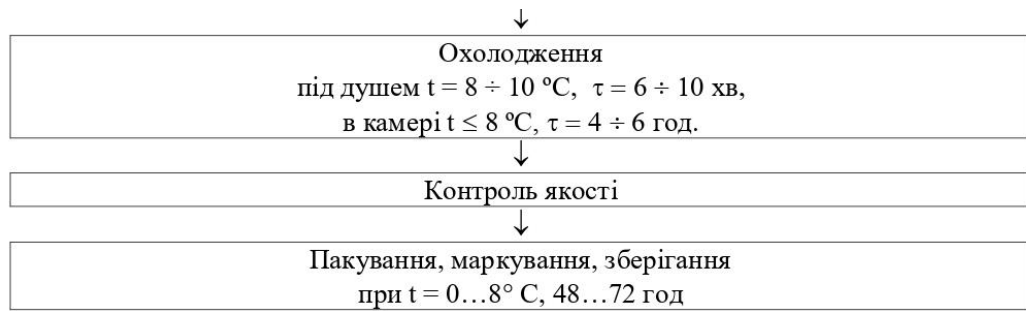 Охолодження
під душем t = 8 ÷ 10 ºС, τ = 6 ÷ 10 хв,
в камері t ≤ 8 ºС, τ = 4 ÷ 6 год.
Контроль якості
Пакування, маркування, зберігання
при t = 0…8° С, 48…72 год